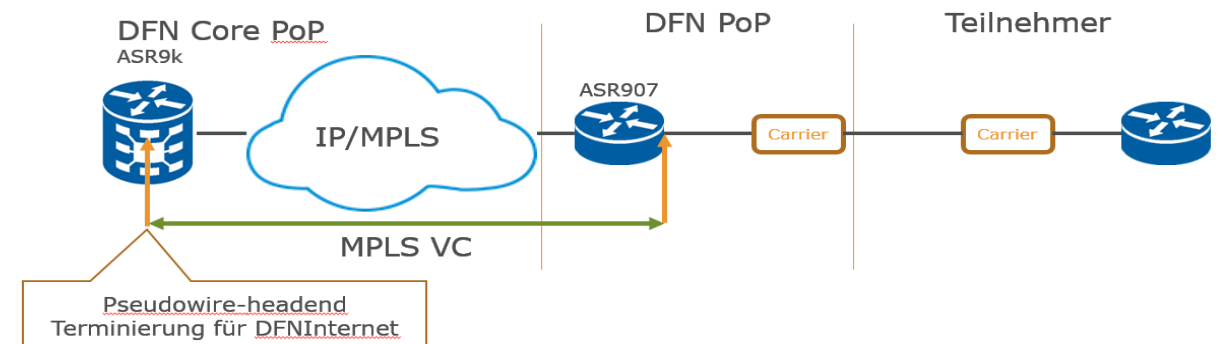 DFN Core PoP
ASR9k
DFN PoP
Teilnehmer
ASR907
IP/MPLS
Carrier
Carrier
MPLS VC
Pseudowire-headend
Terminierung für DFNInternet